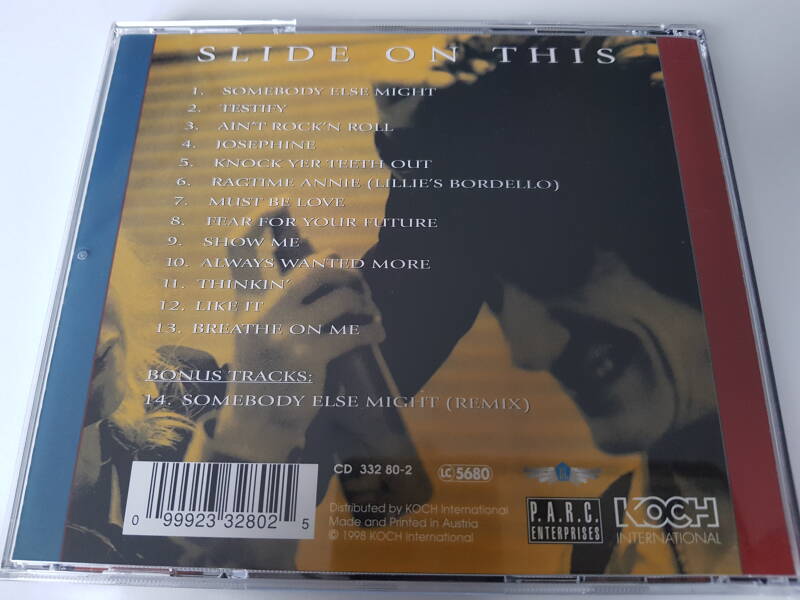 SLIDE ON THIS
1. SOMEBODY ELSE MIGHT
2. TESTIFY
3. AIN'T ROCK'N ROLL
4. JOSEPHINE
5. KNOCK YER TEETH OUT
6. RAGTIME ANNIE (LILLIE'S BORDELLO)
7. MUST BE LOVE
8. FEAR FOR YOUR FUTURE
9. SHOW ME
10. ALWAYS WANTED MORE
11. THINKIN'
12. LIKE IT
13. BREATHE ON ME
BONUS TRACKS:
14. SOMEBODY ELSE MIGHT (REMIX)
CD 332 80-2
LC 5680
0 99923 32802 5
Distributed by KOCH International
Made and Printed in Austria
© 1998 KOCH International
P.A.R.C.
ENTERPRISES
KOCH
INTERNATIONAL